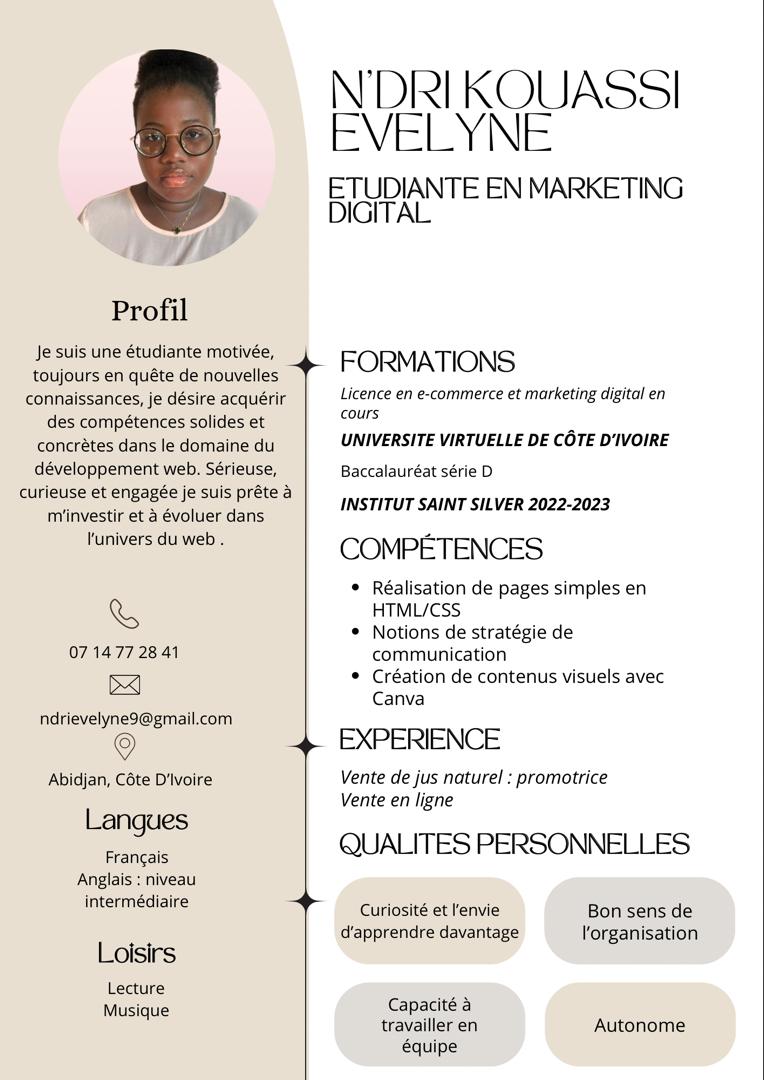 N'DRI KOUASSI
EVELYNE
ETUDIANTE EN MARKETING
DIGITAL
Profil
Je suis une étudiante motivée,
toujours en quête de nouvelles
connaissances, je désire acquérir
des compétences solides et
concrètes dans le domaine du
développement web. Sérieuse,
curieuse et engagée je suis prête à
m'investir et à évoluer dans
l'univers du web .
07 14 77 28 41
ndrievelyne9@gmail.com
Abidjan, Côte D'Ivoire
Langues
Français
Anglais : niveau
intermédiaire
Loisirs
Lecture
Musique
FORMATIONS
Licence en e-commerce et marketing digital en
cours
UNIVERSITE VIRTUELLE DE CÔTE D'IVOIRE
Baccalauréat série D
INSTITUT SAINT SILVER 2022-2023
COMPÉTENCES
• Réalisation de pages simples en
HTML/CSS
• Notions de stratégie de
communication
• Création de contenus visuels avec
Canva
EXPERIENCE
Vente de jus naturel : promotrice
Vente en ligne
QUALITES PERSONNELLES
Curiosité et l'envie
d'apprendre davantage
Bon sens de
l'organisation
Capacité à
travailler en
équipe
Autonome